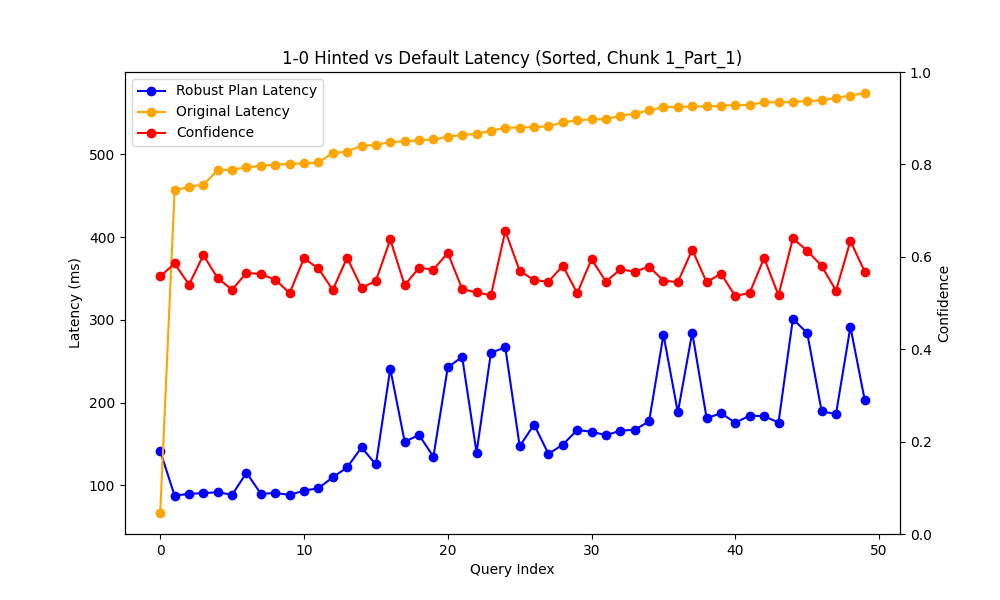 1-0 Hinted vs Default Latency (Sorted, Chunk 1_Part_1)
Robust Plan Latency
Original Latency
Confidence
Latency (ms)
500
400
300
200
100
1.0
0.8
0.6
0.4
0.2
0.0
Confidence
0 10 20 30 40 50
Query Index